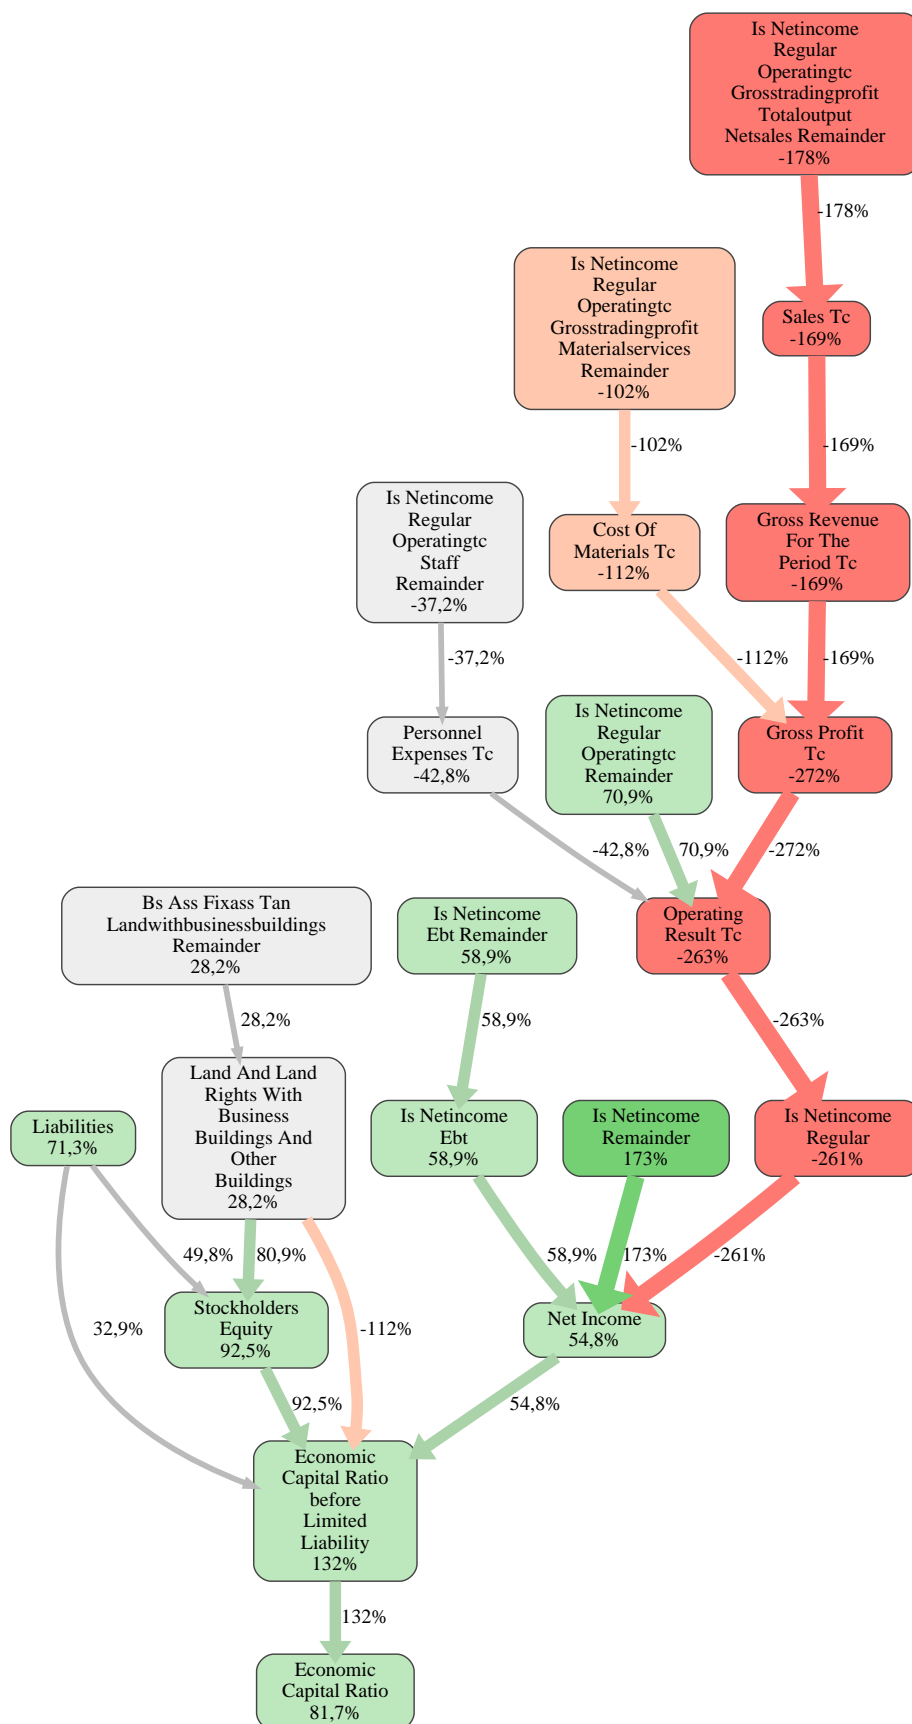 Is Netincome
Regular
Operatingtc
Grosstradingprofit
Totaloutput
Netsales Remainder
-178%
-178%
Is Netincome
Regular
Operatingtc
Grosstradingprofit
Materialservices
Remainder
-102%
Sales Tc
-169%
-102%
-169%
Is Netincome
Regular
Operatingtc
Staff
Remainder
-37,2%
Cost Of
Materials Tc
-112%
Gross Revenue
For The
Period Tc
-169%
-37,2%
-112%
-169%
Personnel
Expenses Tc
-42,8%
Is Netincome
Regular
Operatingtc
Remainder
70,9%
Gross Profit
Tc
-272%
-42,8%
70,9%
-272%
Bs Ass Fixass Tan
Landwithbusinessbuildings
Remainder
28,2%
Is Netincome
Ebt Remainder
58,9%
Operating
Result Tc
-263%
28,2%
58,9%
-263%
Liabilities
71,3%
Land And Land
Rights With
Business
Buildings And
Other
Buildings
28,2%
Is Netincome
Ebt
58,9%
Is Netincome
Remainder
173%
Is Netincome
Regular
-261%
49,8%
80,9%
58,9%
173%
-261%
32,9%
Stockholders
Equity
92,5%
-112%
Net Income
54,8%
92,5%
54,8%
Economic
Capital Ratio
before
Limited
Liability
132%
132%
Economic
Capital Ratio
81,7%